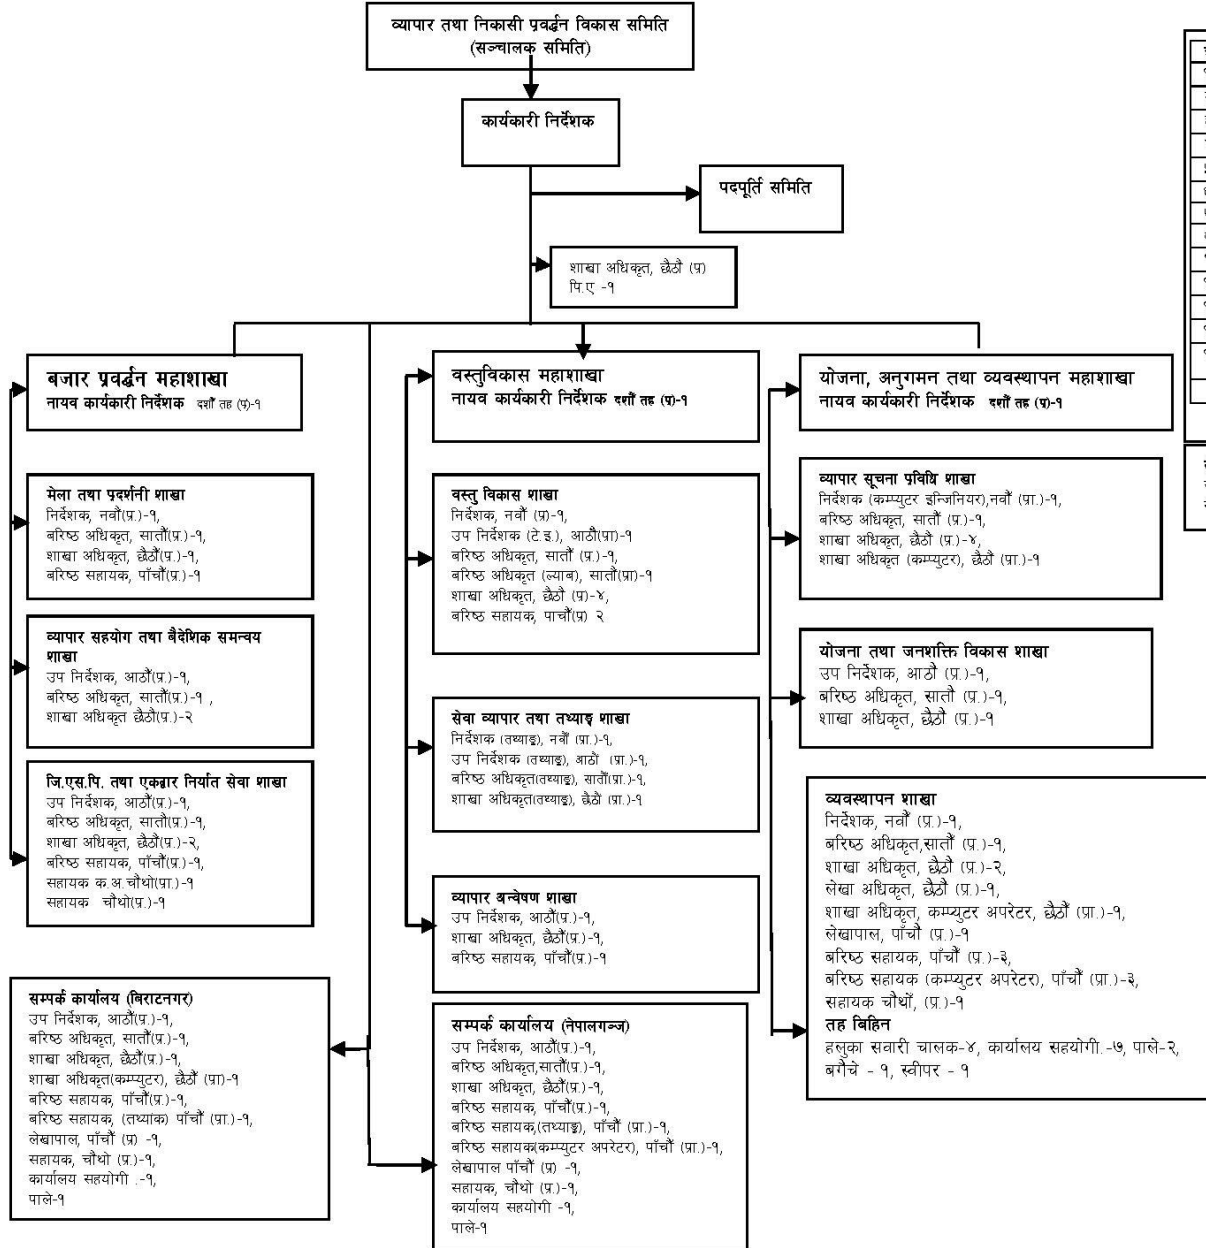 व्यापार तथा निकासी प्रवर्द्धन विकास समिति
(सञ्चालक समिति)
कार्यकारी निर्देशक
पदपूर्ति समिति
शाखा अधिकृत, छैठौ (प्र)
पि.ए -१
बजार प्रवर्द्धन महाशाखा
नायव कार्यकारी निर्देशक दशौँ तह (प्र)-१
मेला तथा प्रदर्शनी शाखा
निर्देशक, नवौँ(प्र.)-१,
बरिष्ठ अधिकृत, सातौँ(प्र.)-१,
शाखा अधिकृत, छैठौँ(प्र.)-१,
बरिष्ठ सहायक, पाँचौँ(प्र.)-१
व्यापार सहयोग तथा बैदेशिक समन्वय
शाखा
उप निर्देशक, आठौँ(प्र.)-१,
बरिष्ठ अधिकृत, सातौँ(प्र.)-१ ,
शाखा अधिकृत छैठौँ(प्र.)-२
जि.एस.पि. तथा एकद्वार निर्यात सेवा शाखा
उप निर्देशक, आठौँ(प्र.)-१,
बरिष्ठ अधिकृत, सातौ(प्र.)-१,
शाखा अधिकृत, छैठौँ(प्र.)-२,
बरिष्ठ सहायक, पाँचौँ(प्र.)-१,
सहायक क.अ.चौथो(प्रा.)-१
सहायक चौथो(प्र.)-१
सम्पर्क कार्यालय (बिराटनगर)
उप निर्देशक, आठौँ(प्र.)-१,
बरिष्ठ अधिकृत, सातौँ(प्र.)-१,
शाखा अधिकृत, छैठौँ(प्र.)-१,
शाखा अधिकृत(कम्प्युटर), छैठौँ (प्रा)-१
बरिष्ठ सहायक, पाँचौँ(प्र.)-१,
बरिष्ठ सहायक, (तथ्यांक) पाँचौँ (प्रा.)-१,
लेखापाल, पाँचौँ (प्र) -१,
सहायक, चौथो (प्र.)-१,
कार्यालय सहयोगी .-१,
पाले-१
वस्तुविकास महाशाखा
नायव कार्यकारी निर्देशक दशौँ तह (प्र)-१
वस्तु विकास शाखा
निर्देशक, नवौँ (प्र)-१,
उप निर्देशक (टे.इ.), आठौँ(प्रा)-१
बरिष्ठ अधिकृत, सातौँ (प्र.)-१,
बरिष्ठ अधिकृत (ल्याब), सातौँ(प्रा)-१
शाखा अधिकृत, छैठौँ (प्र)-४,
बरिष्ठ सहायक, पाचौँ(प्र) २
सेवा व्यापार तथा तथ्याङ्क शाखा
निर्देशक (तथ्याङ्क), नवौँ (प्रा.)-१,
उप निर्देशक (तथ्याङ्क), आठौँ (प्रा.)-१,
बरिष्ठ अधिकृत(तथ्याङ्क), सातौँ(प्रा.)-१,
शाखा अधिकृत(तथ्याङ्क), छैठौँ (प्रा.)-१
व्यापार अन्वेषण शाखा
उप निर्देशक, आठौँ(प्र.)-१,
शाखा अधिकृत, छैठौँ(प्र.)-१,
बरिष्ठ सहायक, पाँचौँ(प्र.)-१
सम्पर्क कार्यालय (नेपालगञ्ज)
उप निर्देशक, आठौँ(प्र.)-१,
बरिष्ठ अधिकृत,सातौँ(प्र.)-१,
शाखा अधिकृत, छैठौँ(प्र.)-१,
बरिष्ठ सहायक, पाँचौँ(प्र.)-१,
बरिष्ठ सहायक,(तथ्याङ्क), पाँचौँ (प्रा.)-१,
बरिष्ठ सहायक(कम्प्युटर अपरेटर), पाँचौँ (प्रा.)-१,
लेखापाल पाँचौँ (प्र) -१,
सहायक, चौथो (प्र.)-१,
कार्यालय सहयोगी -१,
पाले-१
योजना, अनुगमन तथा व्यवस्थापन महाशाखा
नायव कार्यकारी निर्देशक दशौँ तह (प्र)-१
व्यापार सूचना प्रविधि शाखा
निर्देशक (कम्प्युटर इन्जिनियर),नवौँ (प्रा.)-१,
बरिष्ठ अधिकृत, सातौँ (प्र.)-१,
शाखा अधिकृत, छैठौँ (प्र.)-४,
शाखा अधिकृत (कम्प्युटर), छैठौँ (प्रा.)-१
योजना तथा जनशक्ति विकास शाखा
उप निर्देशक, आठौँ (प्र.)-१,
बरिष्ठ अधिकृत, सातौ (प्र.)-१,
शाखा अधिकृत, छैठौँ (प्र.)-१
व्यवस्थापन शाखा
निर्देशक, नवौँ (प्र.)-१,
बरिष्ठ अधिकृत,सातौँ (प्र.)-१,
शाखा अधिकृत, छैठौँ (प्र.)-२,
लेखा अधिकृत, छैठौँ (प्र.)-१,
शाखा अधिकृत, कम्प्युटर अपरेटर, छैठौँ (प्रा.)-१,
लेखापाल, पाँचौ (प्र.)-१
बरिष्ठ सहायक, पाँचौँ (प्र.)-३,
बरिष्ठ सहायक (कम्प्युटर अपरेटर), पाँचौँ (प्रा.)-३,
सहायक चौथोँ, (प्र.)-१
तह बिहिन
हलुका सवारी चालक-४, कार्यालय सहयोगी.-७, पाले-२,
बगैचे - १, स्वीपर - १